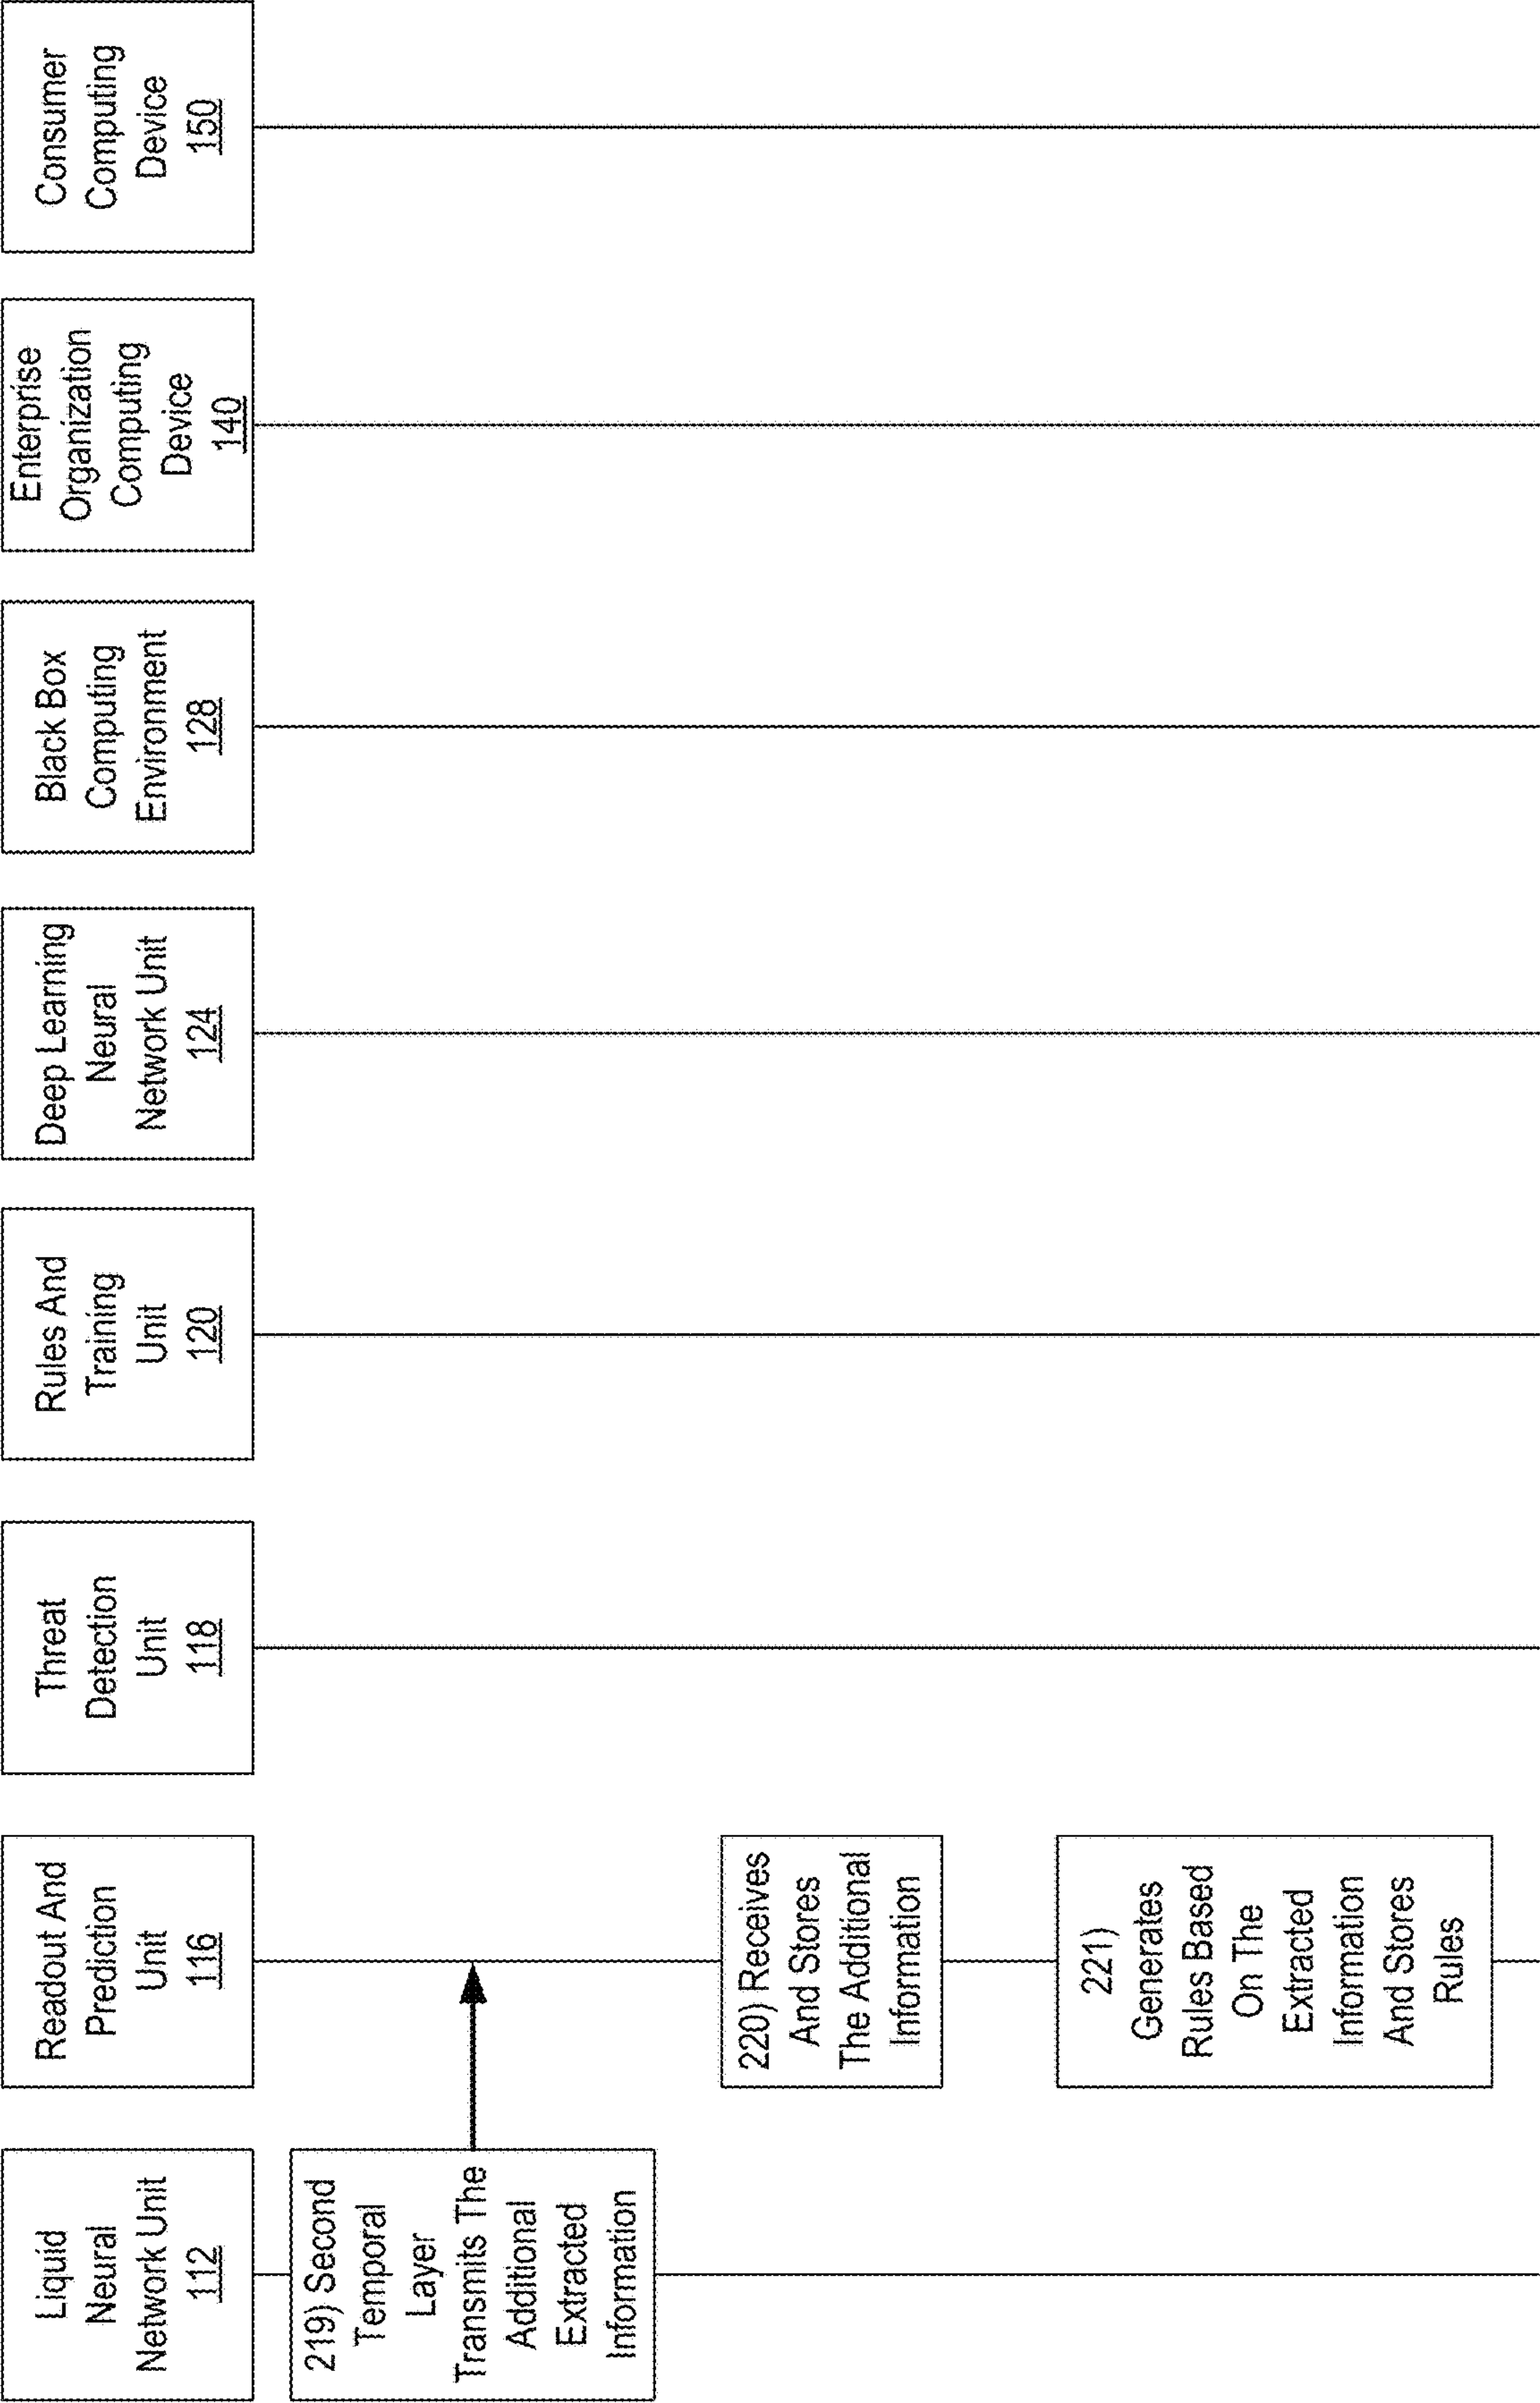 Liquid
Neural
Network Unit
112
Readout And
Prediction
Unit
116
Threat
Detection
Unit
118
Rules And
Training
Unit
120
Deep Learning
Neural
Network Unit
124
Black Box
Computing
Environment
128
Enterprise
Organization
Computing
Device
140
Consumer
Computing
Device
150
219) Second
Temporal
Layer
Transmits The
Additional
Extracted
Information
220) Receives
And Stores
The Additional
Information
221)
Generates
Rules Based
On The
Extracted
Information
And Stores
Rules